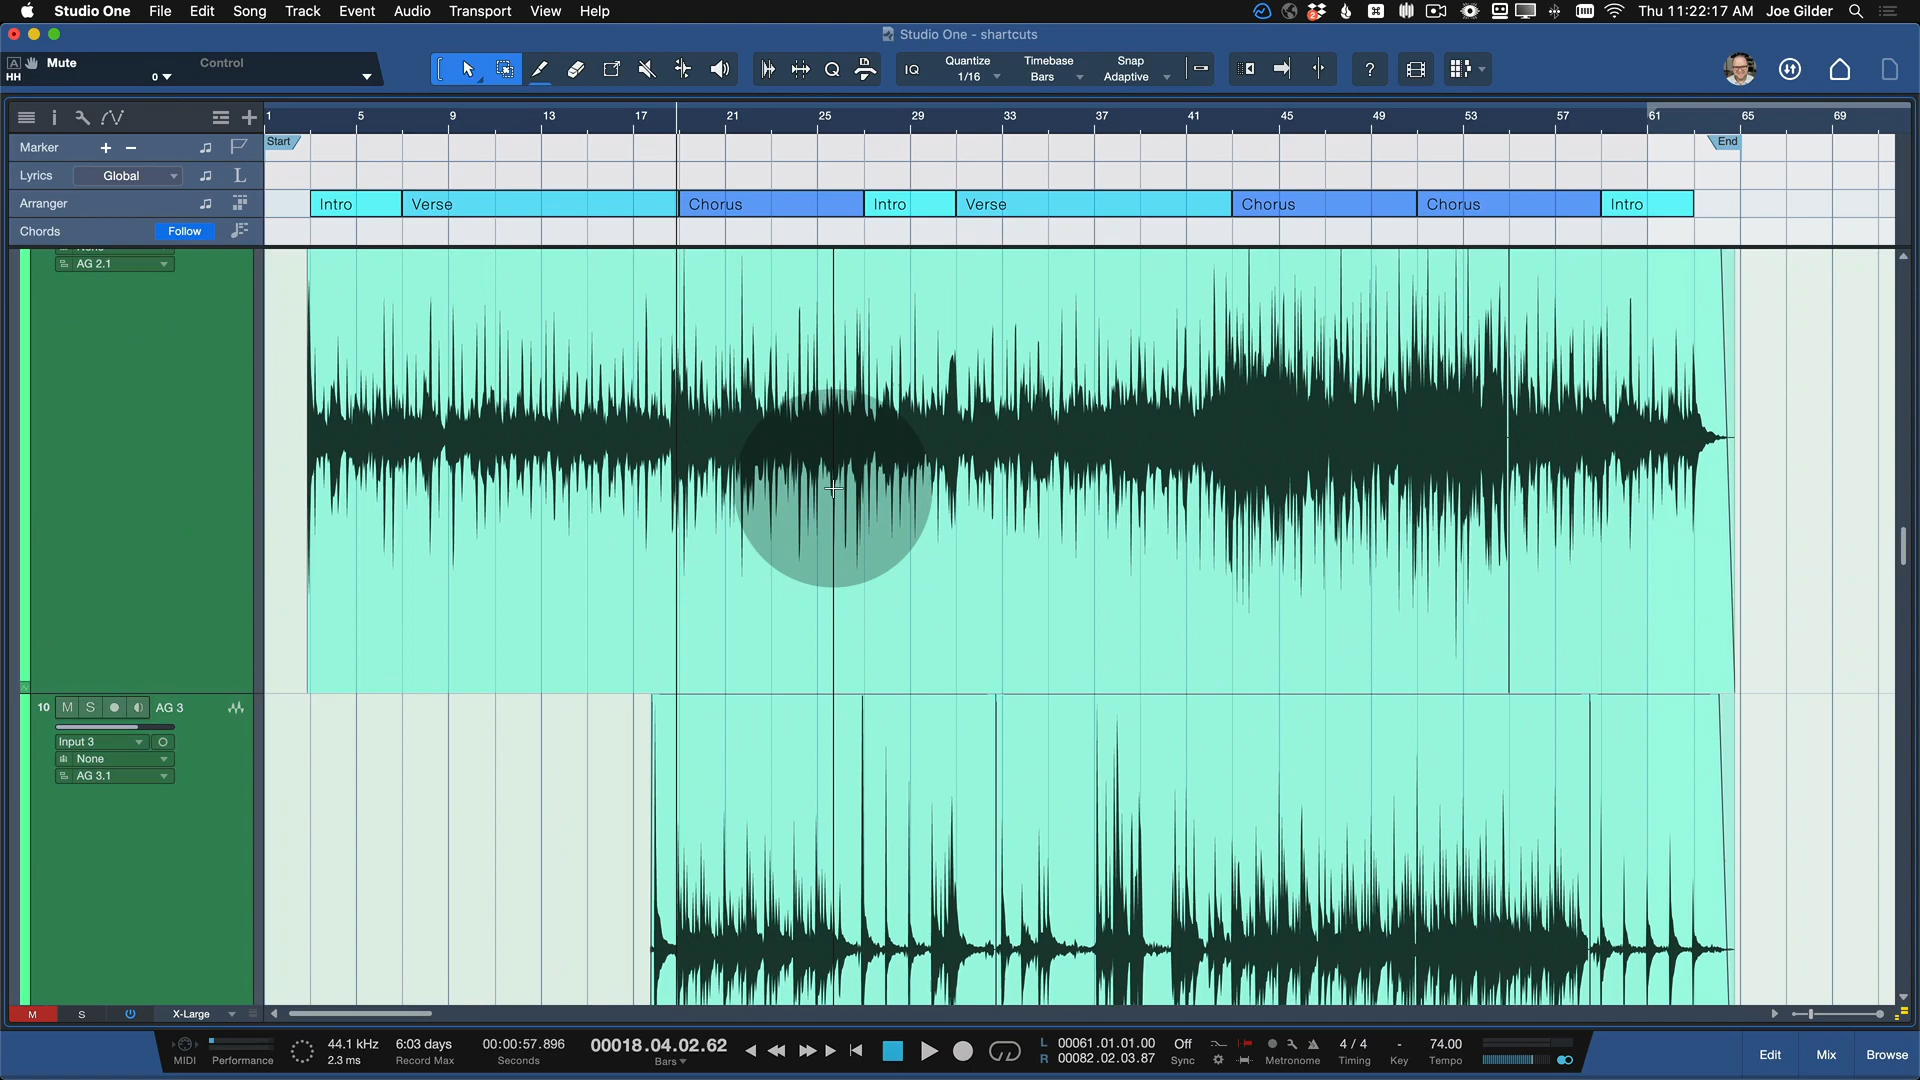 Studio One File Edit Song Track Event Audio Transport View Help
2
Thu 11:22:17 AM Joe Gilder
Studio One - shartcuts
A Mute Control
HH 0
IQ Quantize Timebase Snap
1/16 Bars Adaptive
?
1 5 9 13 17 21 25 29 33 37 41 45 49 53 57 61 65 69
Marker + −
Start End
Lyrics Global L
Arranger
Intro Verse Chorus Intro Verse Chorus Chorus Intro
Chords Follow
AG 2.1
10 M S AG 3
Input 3
None
AG 3.1
M S X-Large
MIDI Performance
44.1 kHz
2.3 ms
6:03 days
Record Max
00:00:57.896
Seconds
00018.04.02.62
Bars
L 00061.01.01.00
R 00082.02.03.87
Off
Sync
Metronome
4 / 4
Timing
-
Key
74.00
Tempo
Edit Mix Browse